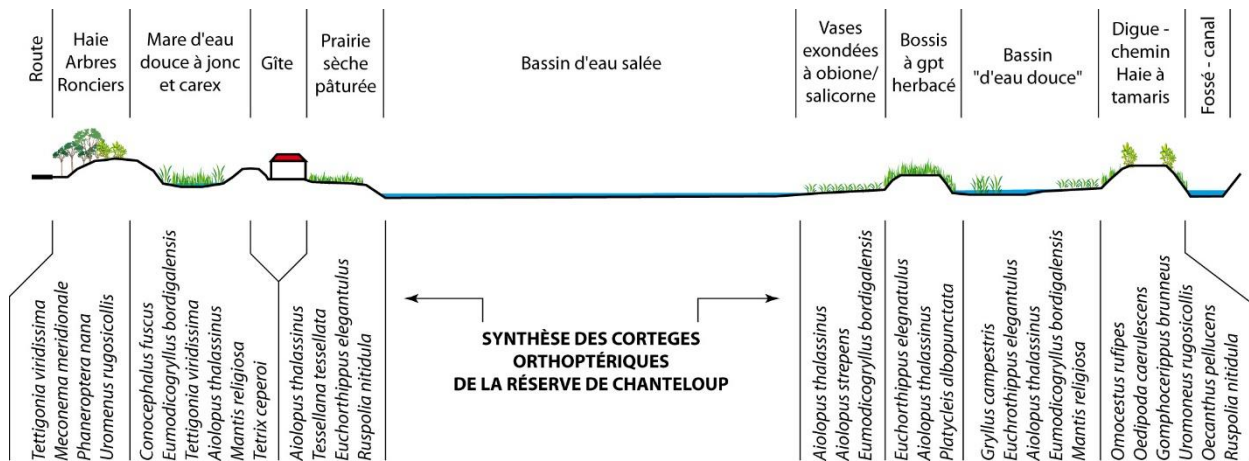 Route
Haie
Arbres
Ronciers
Mare d'eau
douce à jonc
et carex
Gîte
Prairie
sèche
pâturée
Bassin d'eau salée
Vases
exondées
à obione/
salicorne
Bossis
à gpt
herbacé
Bassin
"d'eau douce"
Digue -
chemin
Haie à
tamaris
Fossé - canal
Tettigonia viridissima
Meconema meridionale
Phaneroptera nana
Uromenus rugosicollis
Conocephalus fuscus
Eumodicogryllus bordigalensis
Tettigonia viridissima
Aiolopus thalassinus
Mantis religiosa
Tetrix ceperoi
Aiolopus thalassinus
Tessellana tessellata
Euchorthippus elegantulus
Ruspolia nitidula
SYNTHÈSE DES CORTEGES
ORTHOPTÉRIQUES
DE LA RÉSERVE DE CHANTELOUP
Aiolopus thalassinus
Aiolopus strepens
Eumodicogryllus bordigalensis
Euchorthippus elegnatulus
Aiolopus thalassinus
Platycleis albopunctata
Gryllus campestris
Euchrothippus elegantulus
Aiolopus thalassinus
Eumodicogryllus bordigalensis
Mantis religiosa
Omocestus rufipes
Oedipoda caerulescens
Gomphocerippus brunneus
Uromoneus rugosicollis
Oecanthus pellucens
Ruspolia nitidula